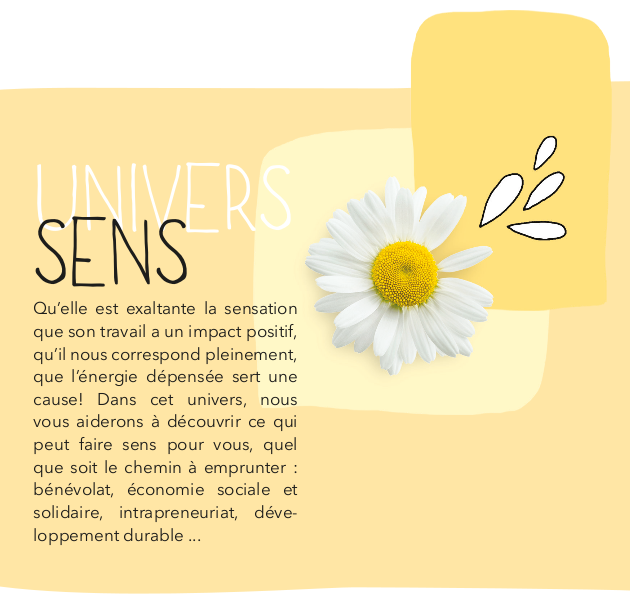 UNIVERS
SENS
Qu'elle est exaltante la sensation
que son travail a un impact positif,
qu'il nous correspond pleinement,
que l'énergie dépensée sert une
cause! Dans cet univers, nous
vous aiderons à découvrir ce qui
peut faire sens pour vous, quel
que soit le chemin à emprunter :
bénévolat, économie sociale et
solidaire, intrapreneuriat, déve-
loppement durable ...